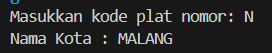 Masukkan kode plat nomor: N
Nama Kota : MALANG